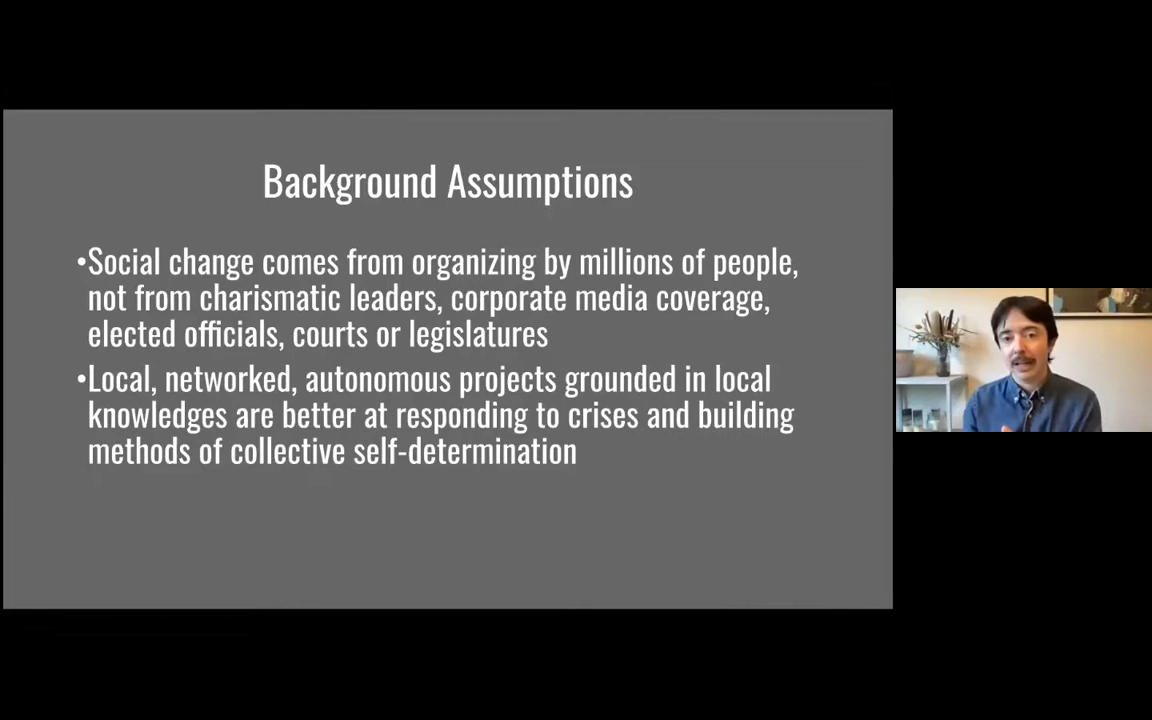 Background Assumptions
•Social change comes from organizing by millions of people,
not from charismatic leaders, corporate media coverage,
elected officials, courts or legislatures
•Local, networked, autonomous projects grounded in local
knowledges are better at responding to crises and building
methods of collective self-determination